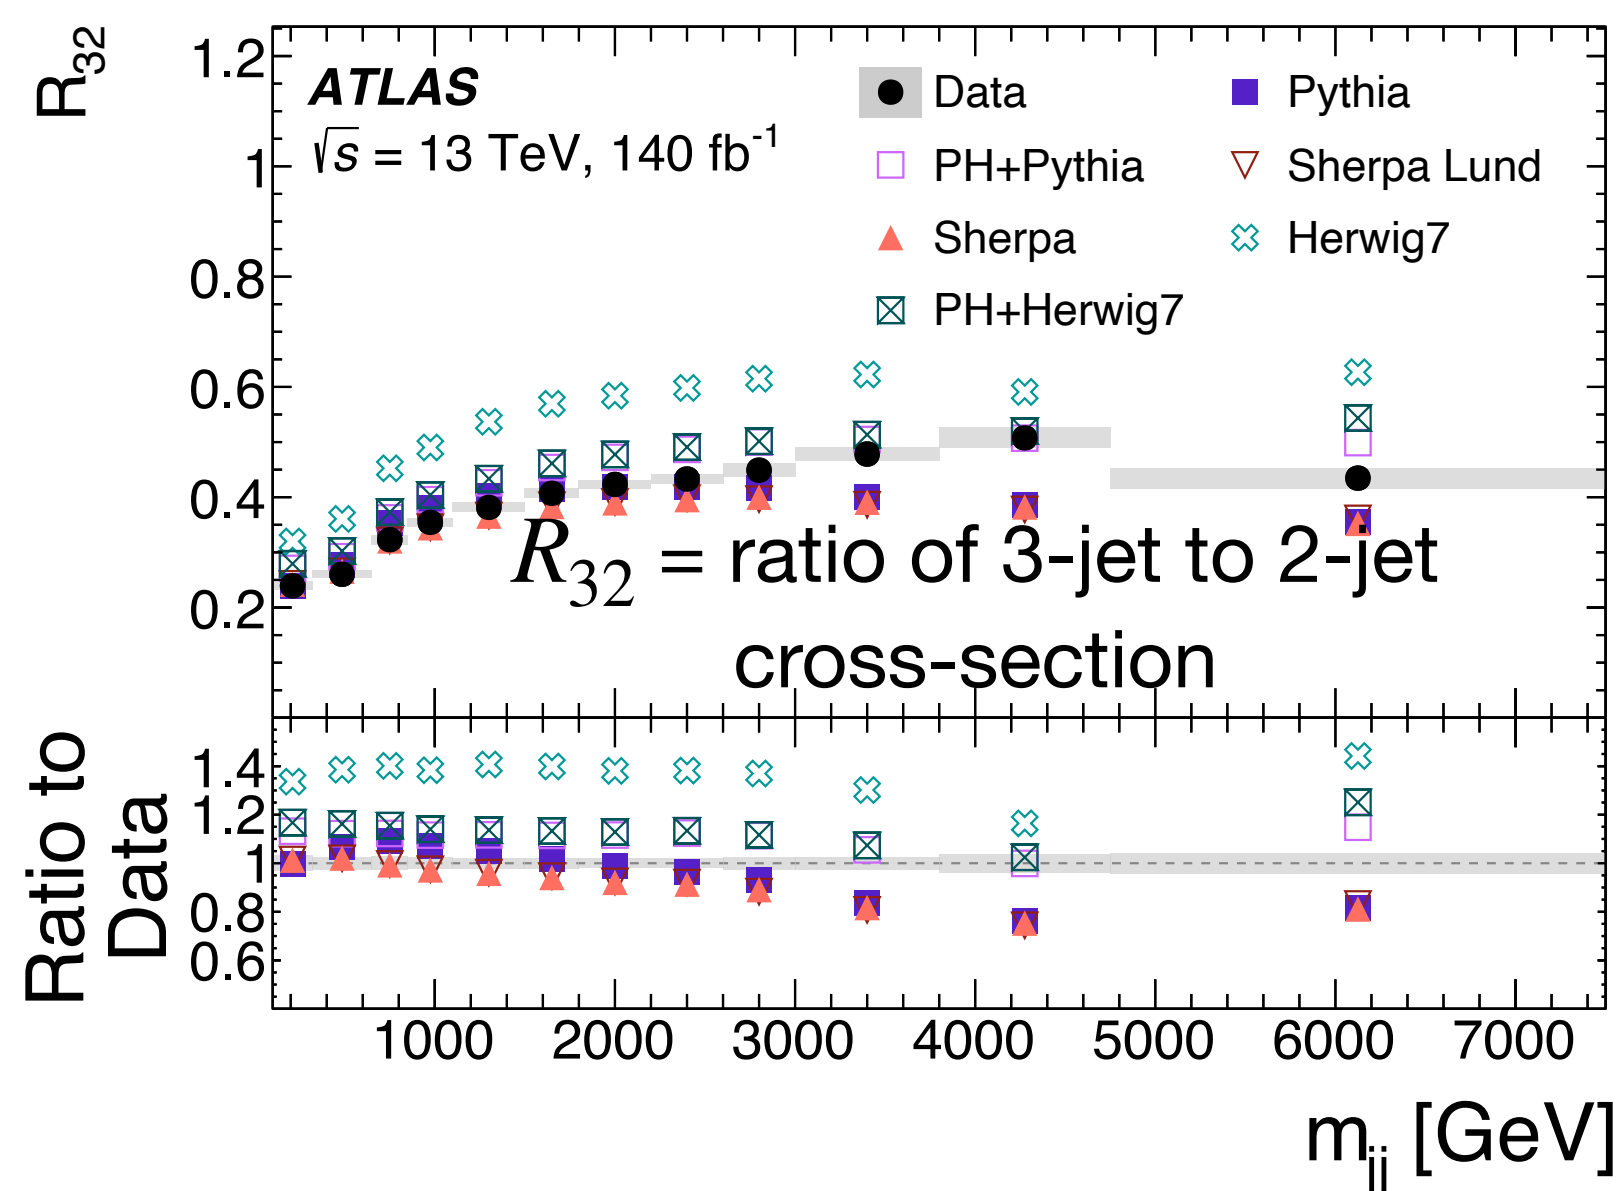 R32
1.2
1
0.8
0.6
0.4
0.2
ATLAS
√s = 13 TeV, 140 fb-1
Data
Pythia
PH+Pythia
Sherpa Lund
Sherpa
Herwig7
PH+Herwig7
R32 = ratio of 3-jet to 2-jet
cross-section
Ratio to
Data
1.4
1.2
1
0.8
0.6
1000 2000 3000 4000 5000 6000 7000
mjj [GeV]